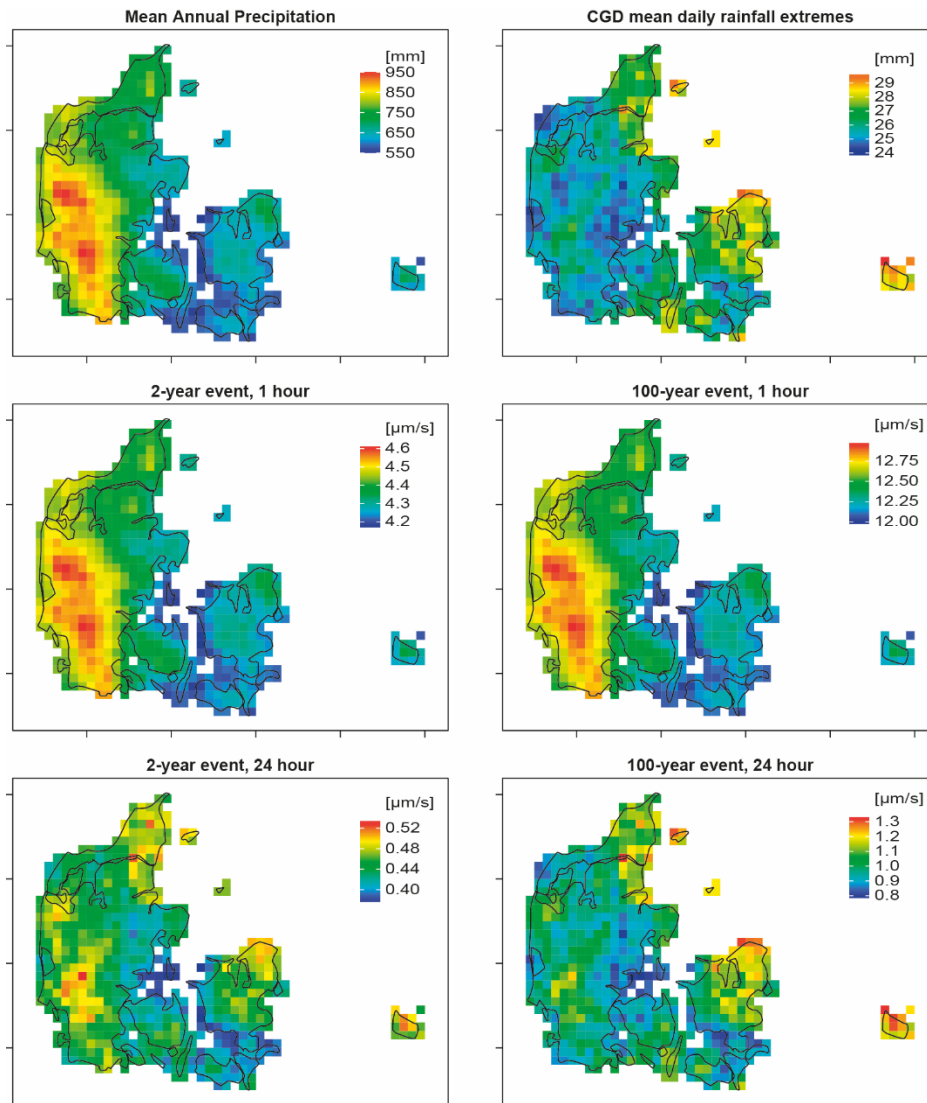 Mean Annual Precipitation
[mm]
950
850
750
650
550
CGD mean daily rainfall extremes
[mm]
29
28
27
26
25
24
2-year event, 1 hour
[µm/s]
4.6
4.5
4.4
4.3
4.2
100-year event, 1 hour
[µm/s]
12.75
12.50
12.25
12.00
2-year event, 24 hour
[µm/s]
0.52
0.48
0.44
0.40
100-year event, 24 hour
[µm/s]
1.3
1.2
1.1
1.0
0.9
0.8